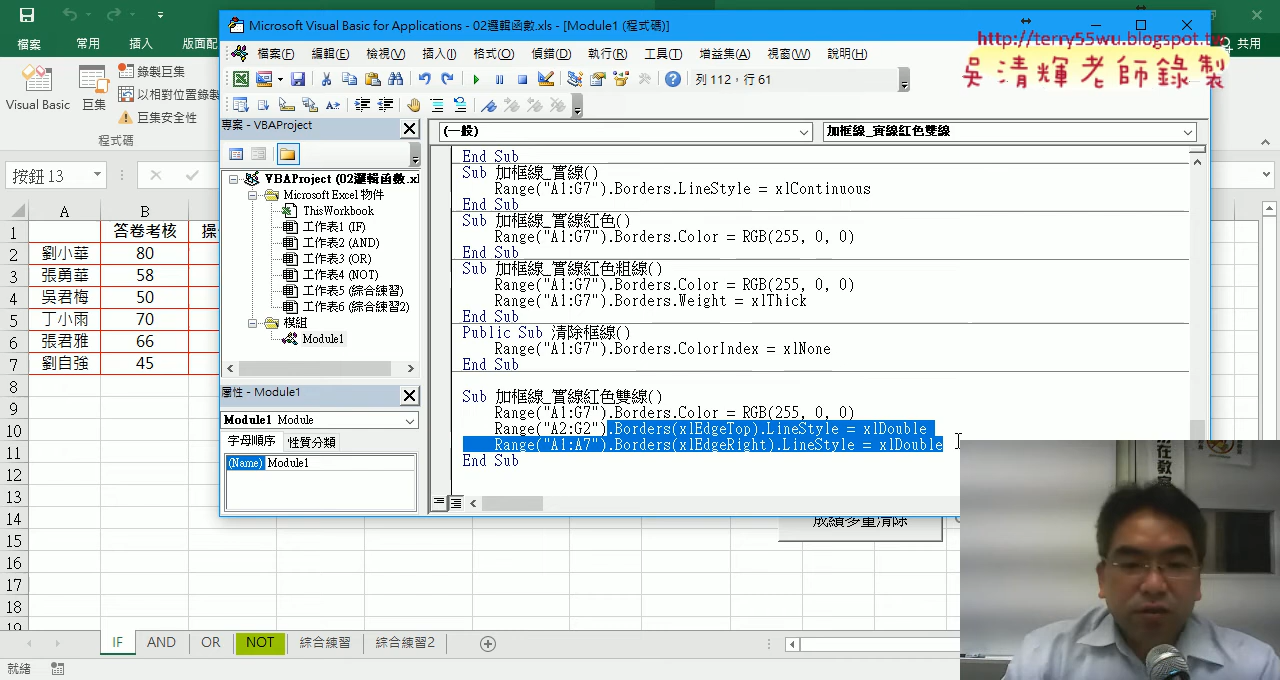 Microsoft Visual Basic for Applications - 02邏輯函數.xls - [Module1 (程式碼)]
http://terry55wu.blogspot.tw
吳清輝老師錄製
共用
檔案 常用 插入 版面配
檔案(F) 編輯(E) 檢視(V) 插入(I) 執行(R) 工具(T) 增益集(A) 視窗(W) 說明(H)
列 112，行 61
Visual Basic 巨集
錄製巨集
以相對位置錄製
巨集安全性
程式碼
專案 - VBAProject
(一般)
加框線_實線紅色雙線
按鈕 13
VBAProject (02邏輯函數.xl
Microsoft Excel 物件
ThisWorkbook
工作表1 (IF)
工作表2 (AND)
工作表3 (OR)
工作表4 (NOT)
工作表5 (綜合練習)
工作表6 (綜合練習2)
模組
Module1
屬性 - Module1
Module1 Module
字母順序 性質分類
(Name) Module1
End Sub
Sub 加框線_實線()
Range("A1:G7").Borders.LineStyle = xlContinuous
End Sub
Sub 加框線_實線紅色()
Range("A1:G7").Borders.Color = RGB(255, 0, 0)
End Sub
Sub 加框線_實線紅色粗線()
Range("A1:G7").Borders.Color = RGB(255, 0, 0)
Range("A1:G7").Borders.Weight = xlThick
End Sub
Public Sub 清除框線()
Range("A1:G7").Borders.ColorIndex = xlNone
End Sub
Sub 加框線_實線紅色雙線()
Range("A1:G7").Borders.Color = RGB(255, 0, 0)
Range("A2:G2").Borders(xlEdgeTop).LineStyle = xlDouble
Range("A1:A7").Borders(xlEdgeRight).LineStyle = xlDouble
End Sub
A B
1 答卷考核
2 劉小華 80
3 張勇華 58
4 吳君梅 50
5 丁小雨 70
6 張君雅 66
7 劉自強 45
8
9
10
11
12
13
14
15
16
17
18
成績多重清除
IF AND OR NOT 綜合練習 綜合練習2
就緒